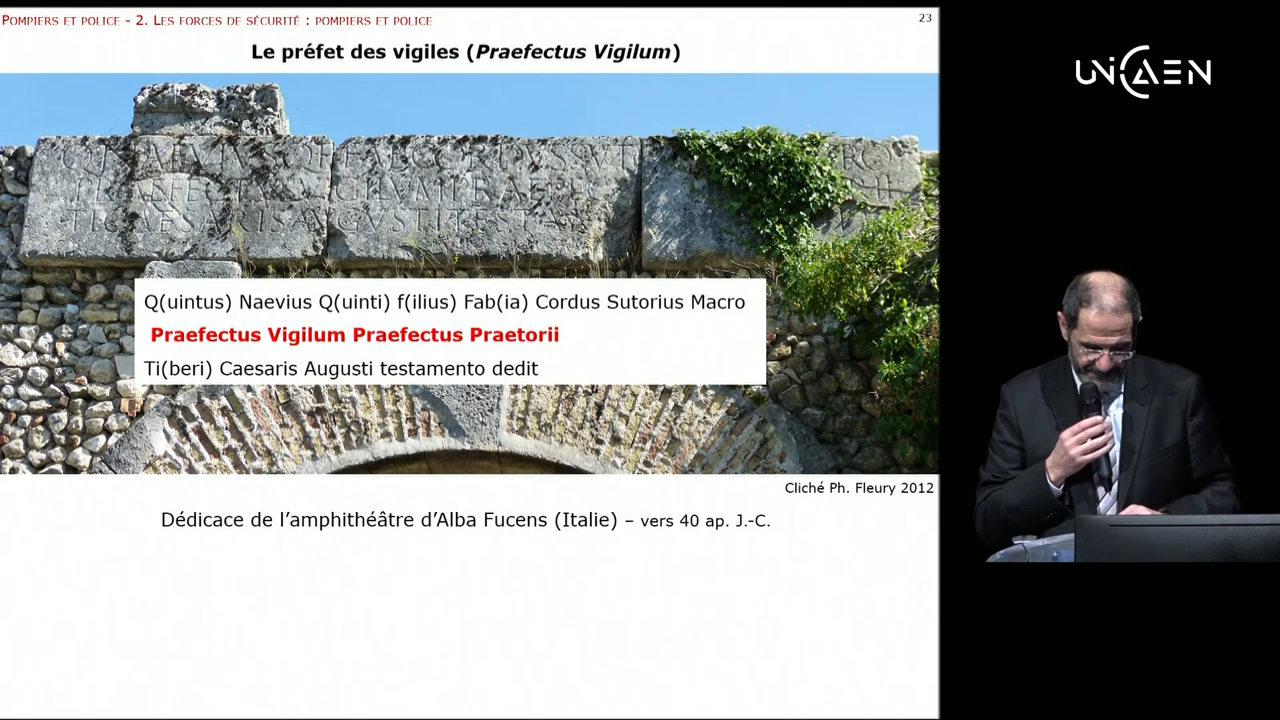 Pompiers et police - 2. Les forces de sécurité : pompiers et police
23
Le préfet des vigiles (Praefectus Vigilum)
UNICAEN
Q(uintus) Naevius Q(uinti) f(ilius) Fab(ia) Cordus Sutorius Macro
Praefectus Vigilum Praefectus Praetorii
Ti(beri) Caesaris Augusti testamento dedit
Cliché Ph. Fleury 2012
Dédicace de l’amphithéâtre d’Alba Fucens (Italie) – vers 40 ap. J.-C.